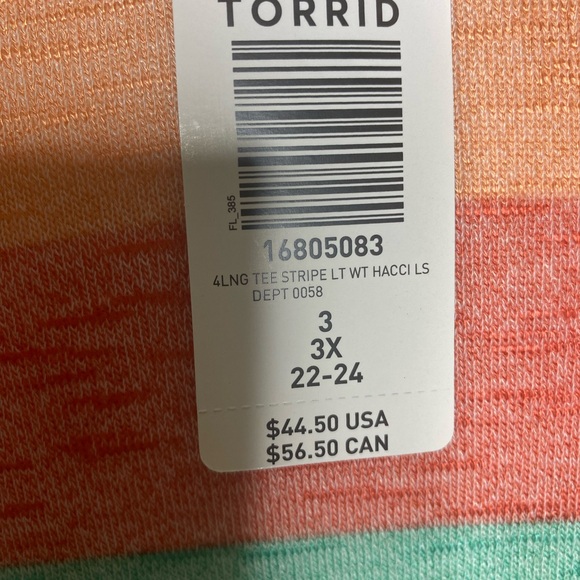 TORRID
FL_385
16805083
4LNG TEE STRIPE LT WT HACCI LS
DEPT 0058
3
3X
22-24
$44.50 USA
$56.50 CAN